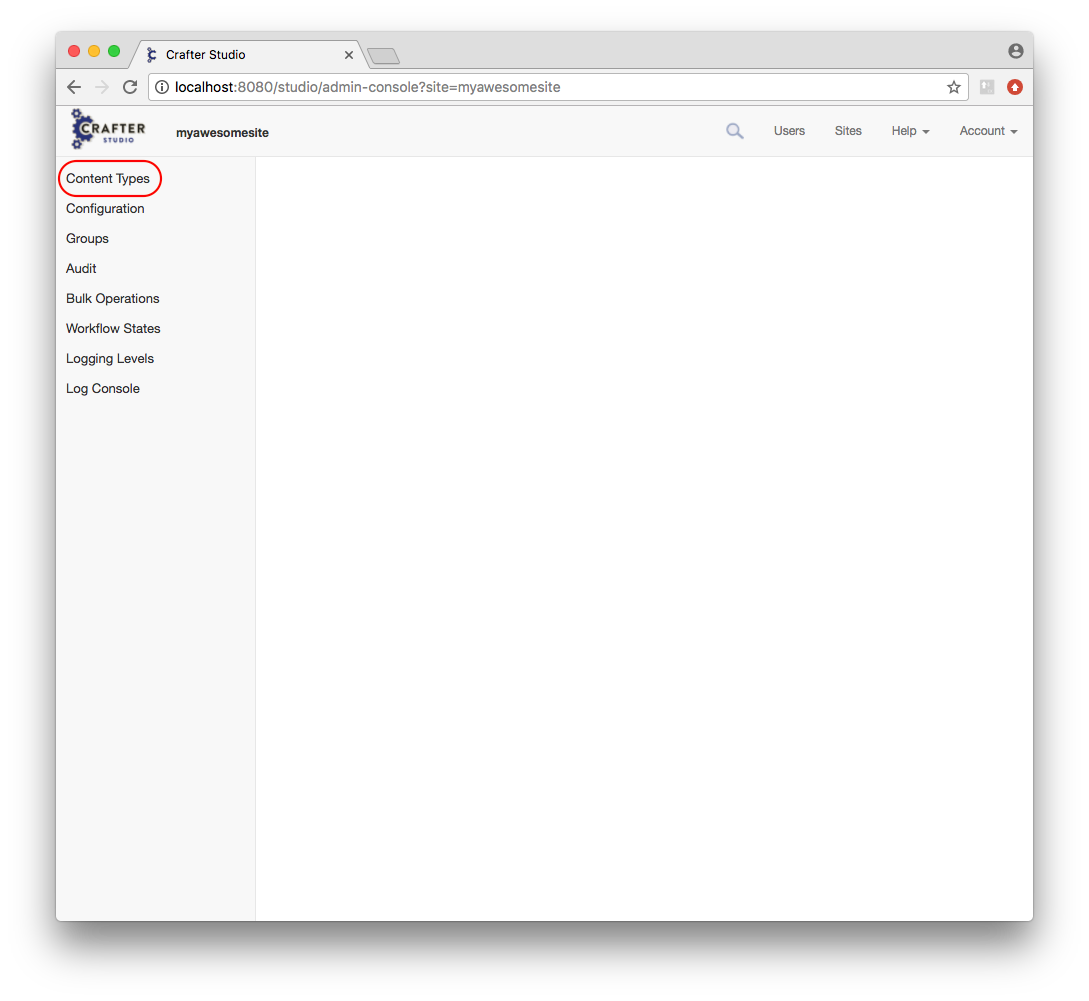 Crafter Studio
localhost:8080/studio/admin-console?site=myawesomesite
CRAFTER
STUDIO
myawesomesite
Users
Sites
Help
Account
Content Types
Configuration
Groups
Audit
Bulk Operations
Workflow States
Logging Levels
Log Console